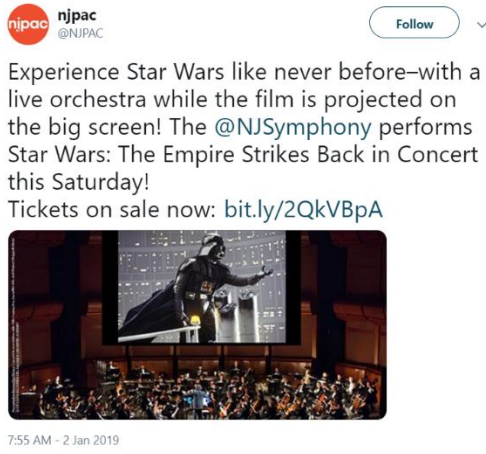 njpac
njpac
@NJPAC
Follow
Experience Star Wars like never before–with a
live orchestra while the film is projected on
the big screen! The @NJSymphony performs
Star Wars: The Empire Strikes Back in Concert
this Saturday!
Tickets on sale now: bit.ly/2QkVBpA
7:55 AM - 2 Jan 2019